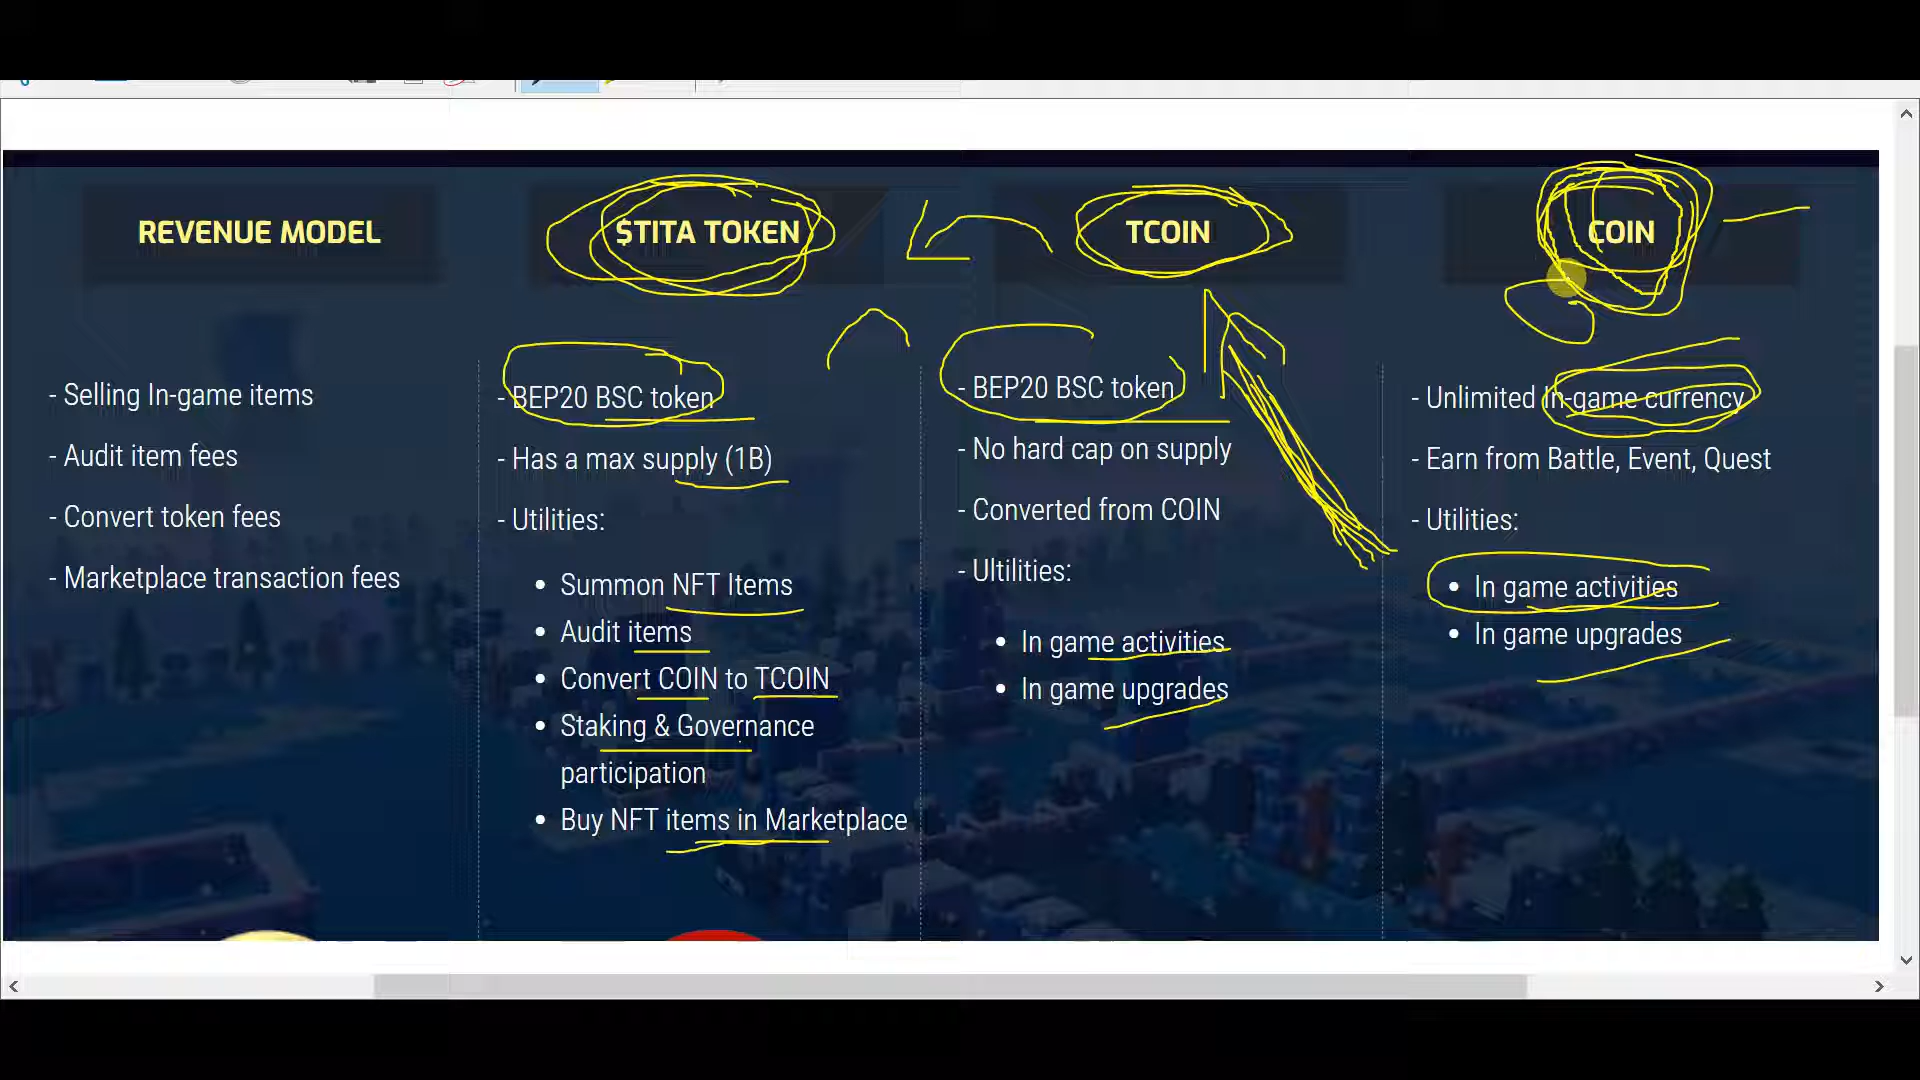 REVENUE MODEL
- Selling In-game items
- Audit item fees
- Convert token fees
- Marketplace transaction fees
$TITA TOKEN
- BEP20 BSC token
- Has a max supply (1B)
- Utilities:
• Summon NFT Items
• Audit items
• Convert COIN to TCOIN
• Staking & Governance
participation
• Buy NFT items in Marketplace
TCOIN
- BEP20 BSC token
- No hard cap on supply
- Converted from COIN
- Ultilities:
• In game activities
• In game upgrades
COIN
- Unlimited In-game currency
- Earn from Battle, Event, Quest
- Utilities:
• In game activities
• In game upgrades